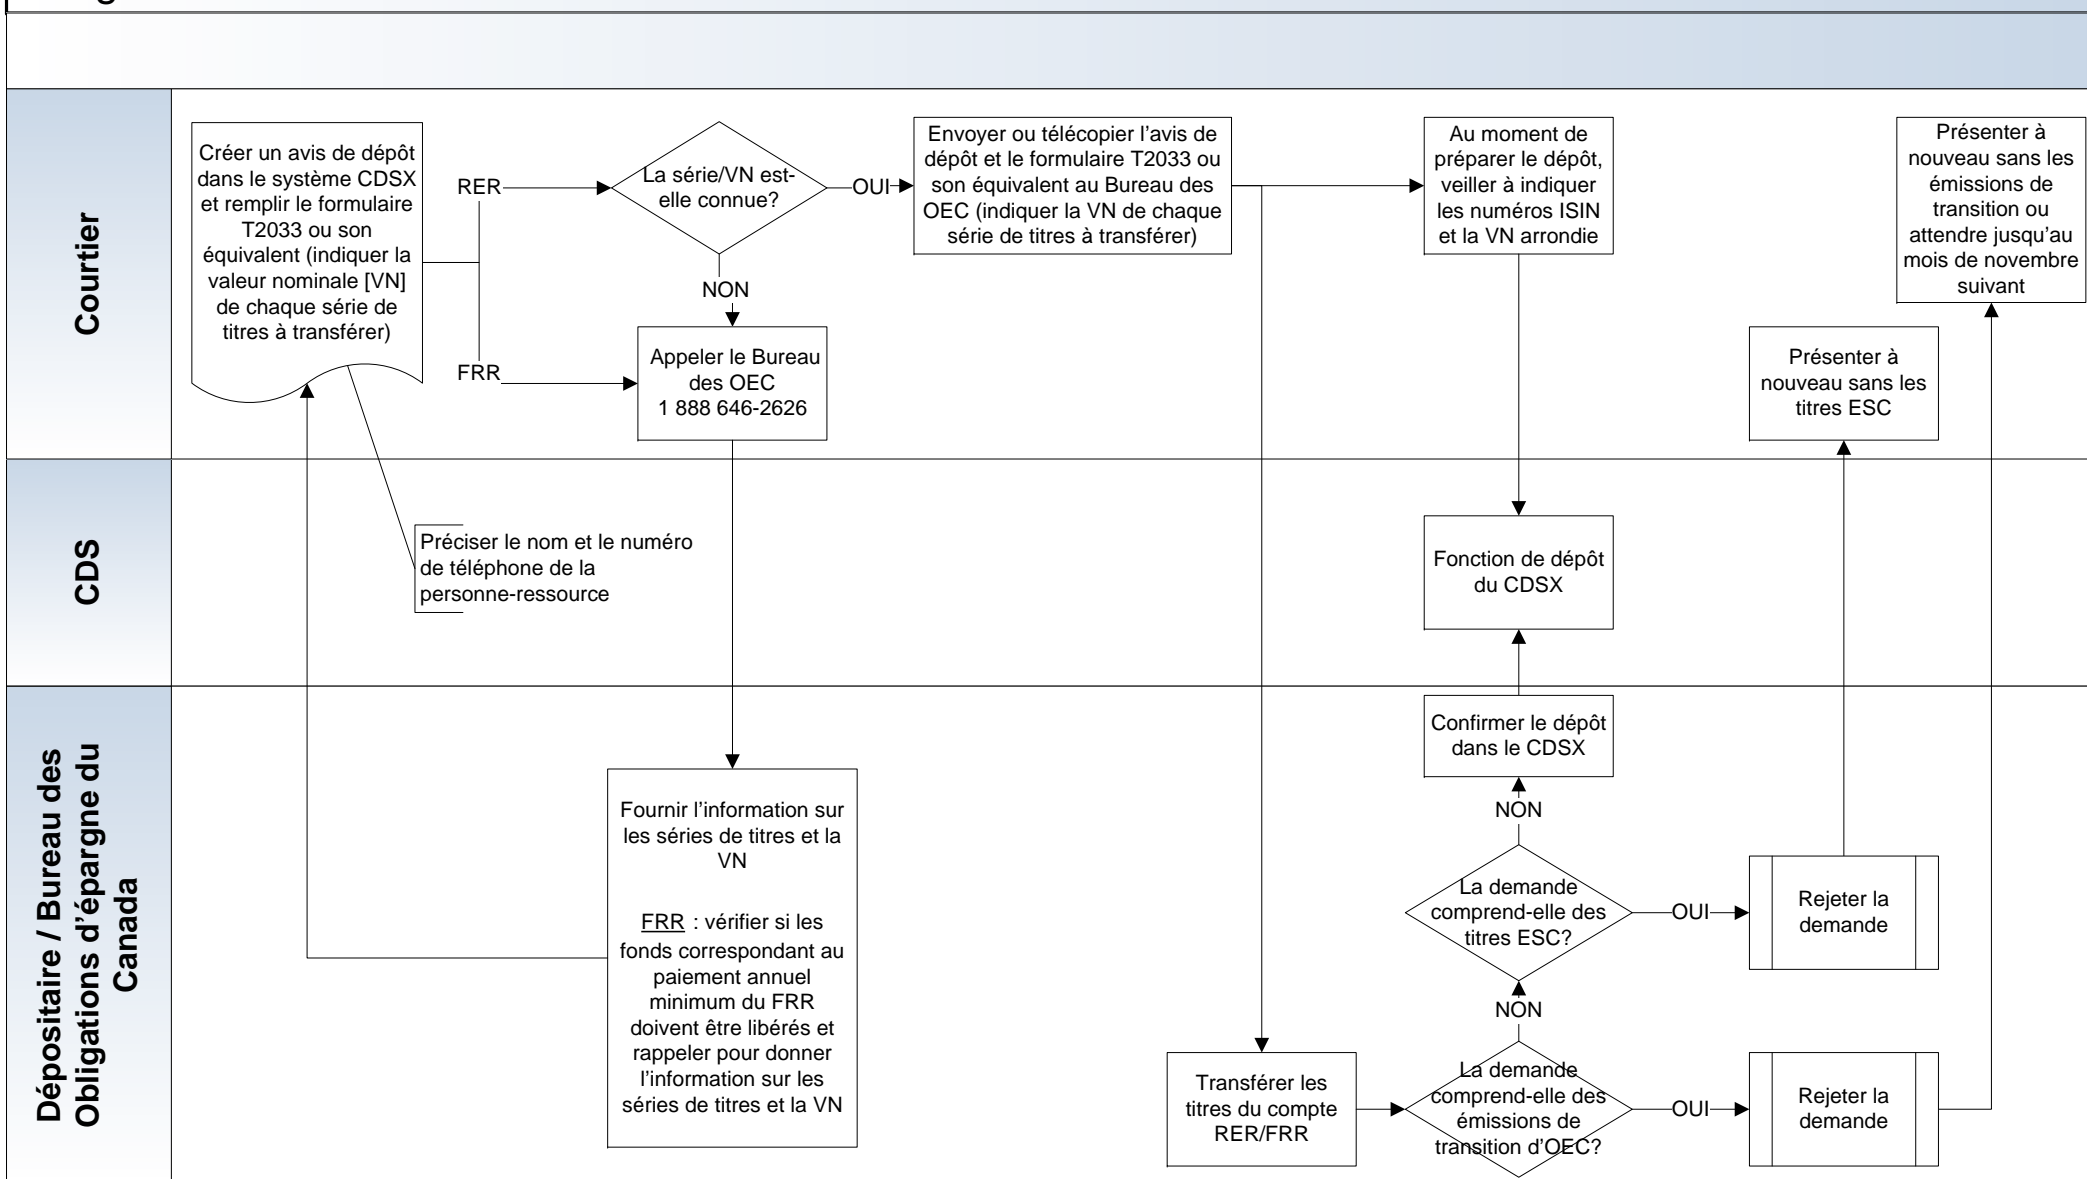 Courtier
Créer un avis de dépôt
dans le système CDSX
et remplir le formulaire
T2033 ou son
équivalent (indiquer la
valeur nominale [VN]
de chaque série de
titres à transférer)
RER
FRR
La série/VN est-
elle connue?
OUI
NON
Appeler le Bureau
des OEC
1 888 646-2626
Envoyer ou télécopier l’avis de
dépôt et le formulaire T2033 ou
son équivalent au Bureau des
OEC (indiquer la VN de chaque
série de titres à transférer)
Au moment de
préparer le dépôt,
veiller à indiquer
les numéros ISIN
et la VN arrondie
Présenter à
nouveau sans les
titres ESC
Présenter à
nouveau sans les
émissions de
transition ou
attendre jusqu’au
mois de novembre
suivant
CDS
Préciser le nom et le numéro
de téléphone de la
personne-ressource
Fonction de dépôt
du CDSX
Dépositaire / Bureau des
Obligations d’épargne du
Canada
Fournir l’information sur
les séries de titres et la
VN
FRR : vérifier si les
fonds correspondant au
paiement annuel
minimum du FRR
doivent être libérés et
rappeler pour donner
l’information sur les
séries de titres et la VN
Confirmer le dépôt
dans le CDSX
NON
La demande
comprend-elle des
titres ESC?
OUI
Rejeter la
demande
NON
Transférer les
titres du compte
RER/FRR
La demande
comprend-elle des
émissions de
transition d’OEC?
OUI
Rejeter la
demande